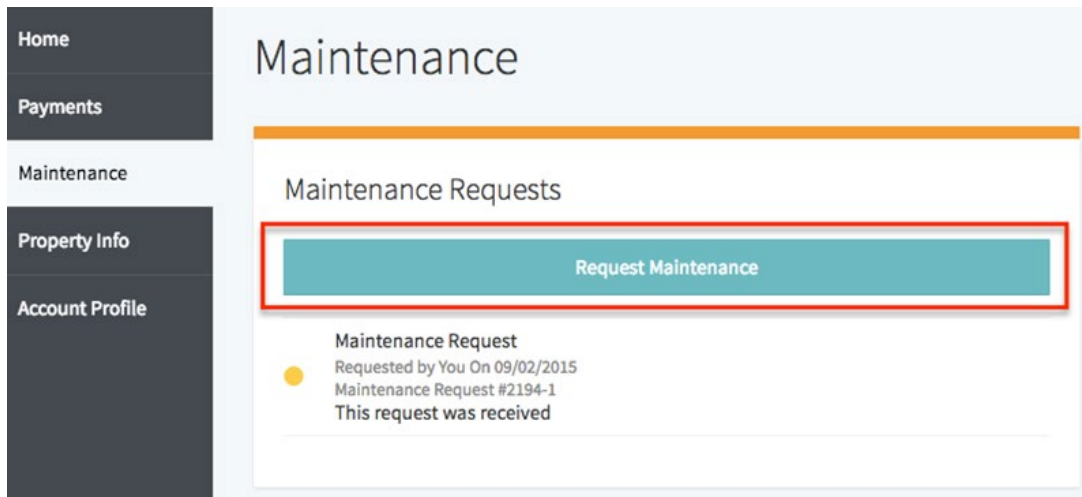 Home
Payments
Maintenance
Property Info
Account Profile
Maintenance
Maintenance Requests
Request Maintenance
Maintenance Request
Requested by You On 09/02/2015
Maintenance Request #2194-1
This request was received